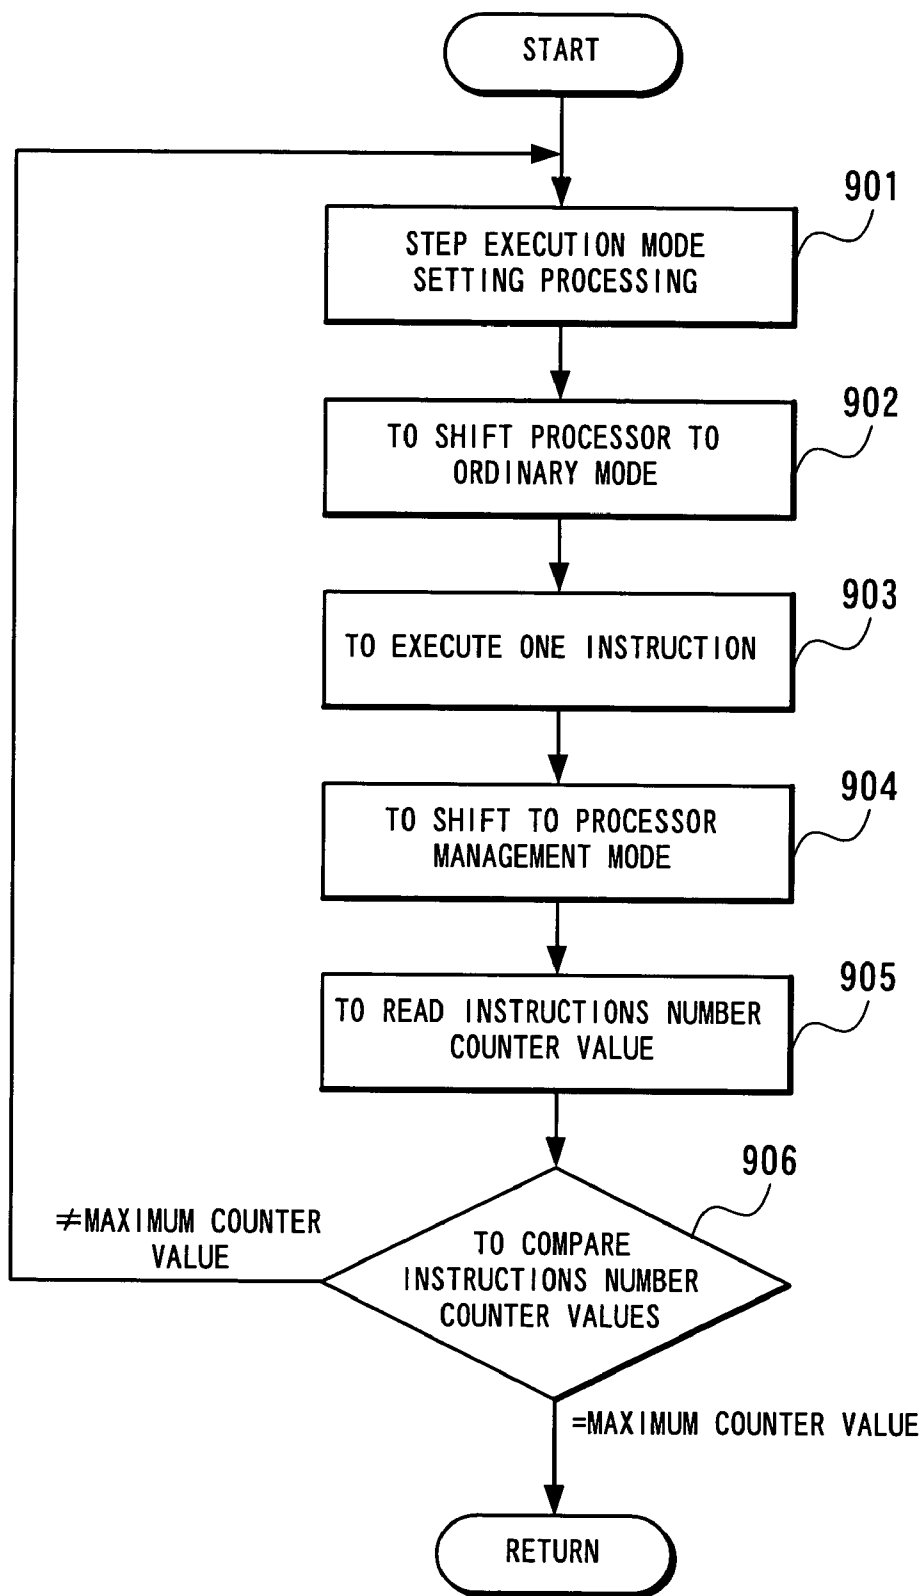 START
901
STEP EXECUTION MODE
SETTING PROCESSING
902
TO SHIFT PROCESSOR TO
ORDINARY MODE
903
TO EXECUTE ONE INSTRUCTION
904
TO SHIFT TO PROCESSOR
MANAGEMENT MODE
905
TO READ INSTRUCTIONS NUMBER
COUNTER VALUE
906
≠MAXIMUM COUNTER
VALUE
TO COMPARE
INSTRUCTIONS NUMBER
COUNTER VALUES
=MAXIMUM COUNTER VALUE
RETURN